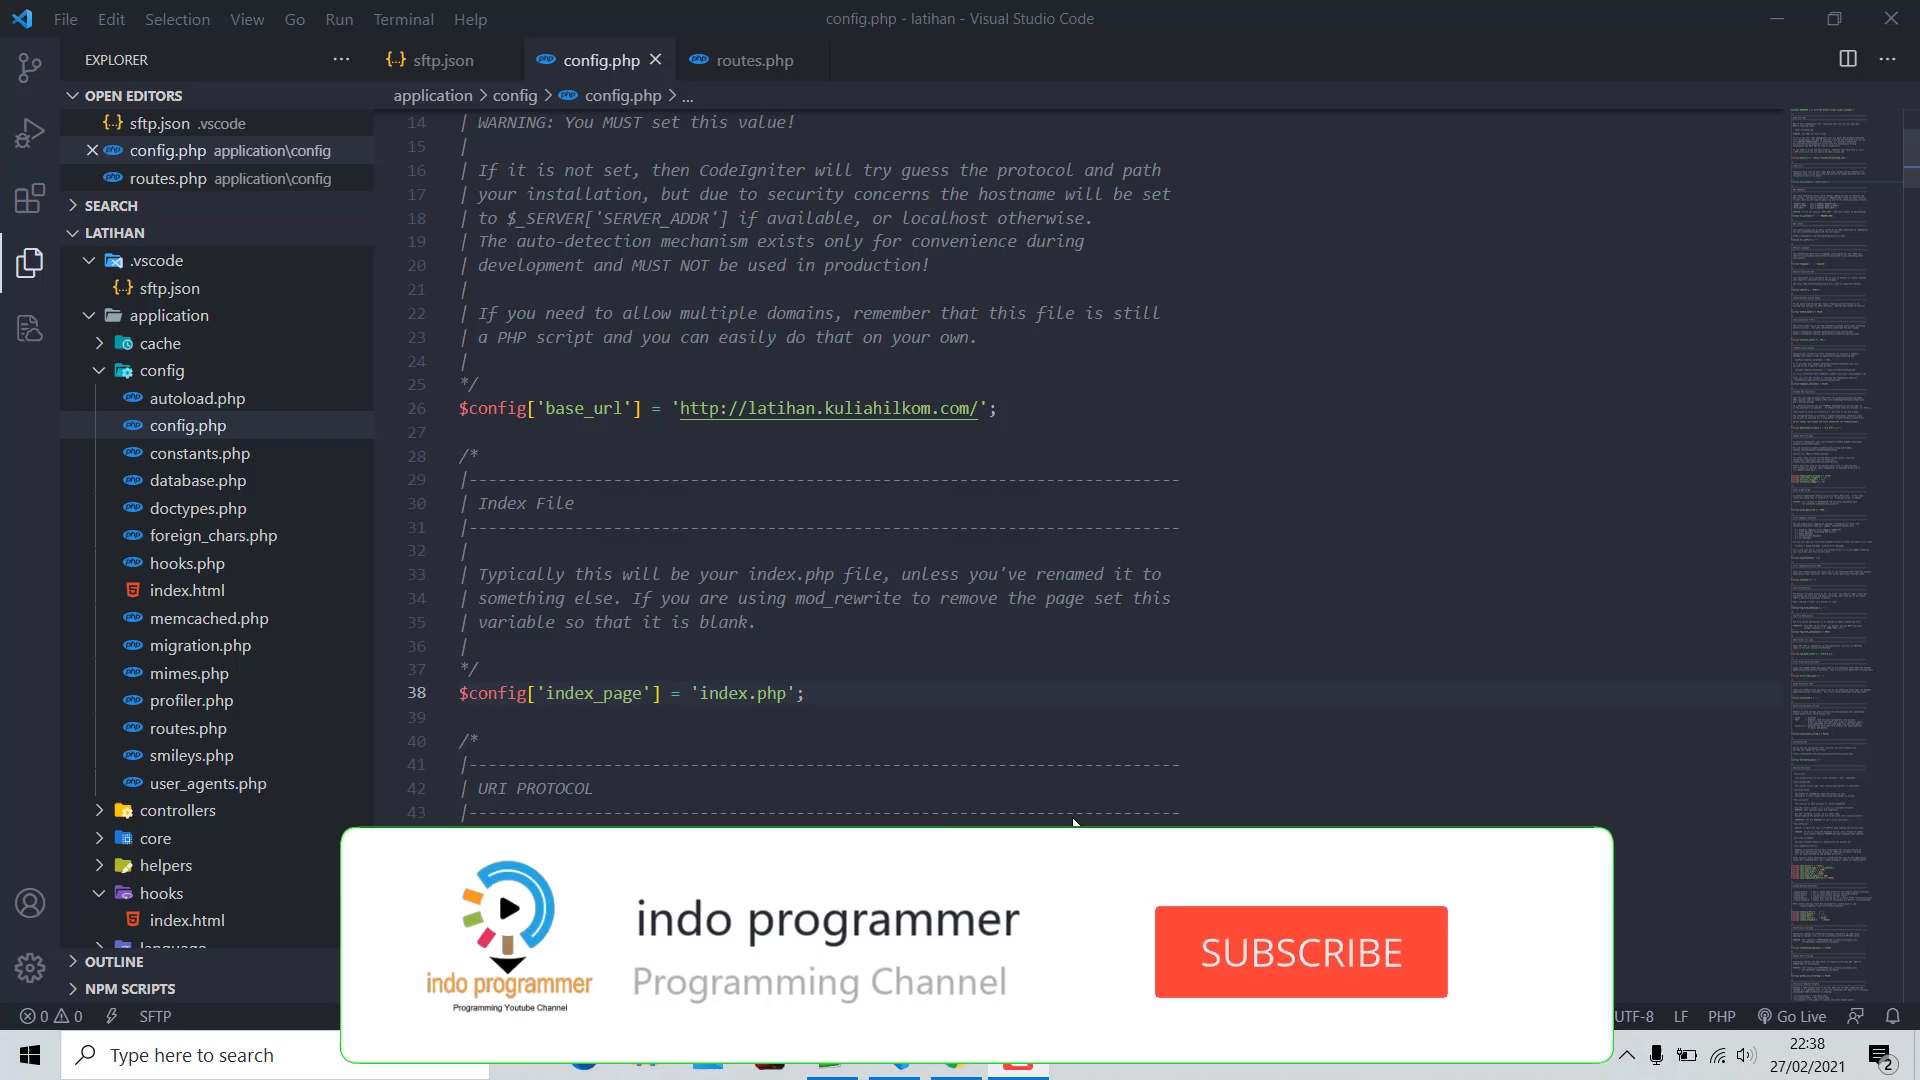 File Edit Selection View Go Run Terminal Help
config.php - latihan - Visual Studio Code
EXPLORER
sftp.json
config.php
routes.php
OPEN EDITORS
application > config > config.php > ...
sftp.json .vscode
config.php application\config
routes.php application\config
SEARCH
LATIHAN
.vscode
sftp.json
application
cache
config
autoload.php
config.php
constants.php
database.php
doctypes.php
foreign_chars.php
hooks.php
index.html
memcached.php
migration.php
mimes.php
profiler.php
routes.php
smileys.php
user_agents.php
controllers
core
helpers
hooks
index.html
language
OUTLINE
NPM SCRIPTS
14 | WARNING: You MUST set this value!
15 |
16 | If it is not set, then CodeIgniter will try guess the protocol and path
17 | your installation, but due to security concerns the hostname will be set
18 | to $_SERVER['SERVER_ADDR'] if available, or localhost otherwise.
19 | The auto-detection mechanism exists only for convenience during
20 | development and MUST NOT be used in production!
21 |
22 | If you need to allow multiple domains, remember that this file is still
23 | a PHP script and you can easily do that on your own.
24 |
25 */
26 $config['base_url'] = 'http://latihan.kuliahilkom.com/';
27
28 /*
29 |--------------------------------------------------------------------------
30 | Index File
31 |--------------------------------------------------------------------------
32 |
33 | Typically this will be your index.php file, unless you've renamed it to
34 | something else. If you are using mod_rewrite to remove the page set this
35 | variable so that it is blank.
36 |
37 */
38 $config['index_page'] = 'index.php';
39
40 /*
41 |--------------------------------------------------------------------------
42 | URI PROTOCOL
43 |--------------------------------------------------------------------------
indo programmer
Programming Youtube Channel
indo programmer
Programming Channel
SUBSCRIBE
0 0 SFTP
UTF-8 LF PHP Go Live
Type here to search
22:38
27/02/2021
2